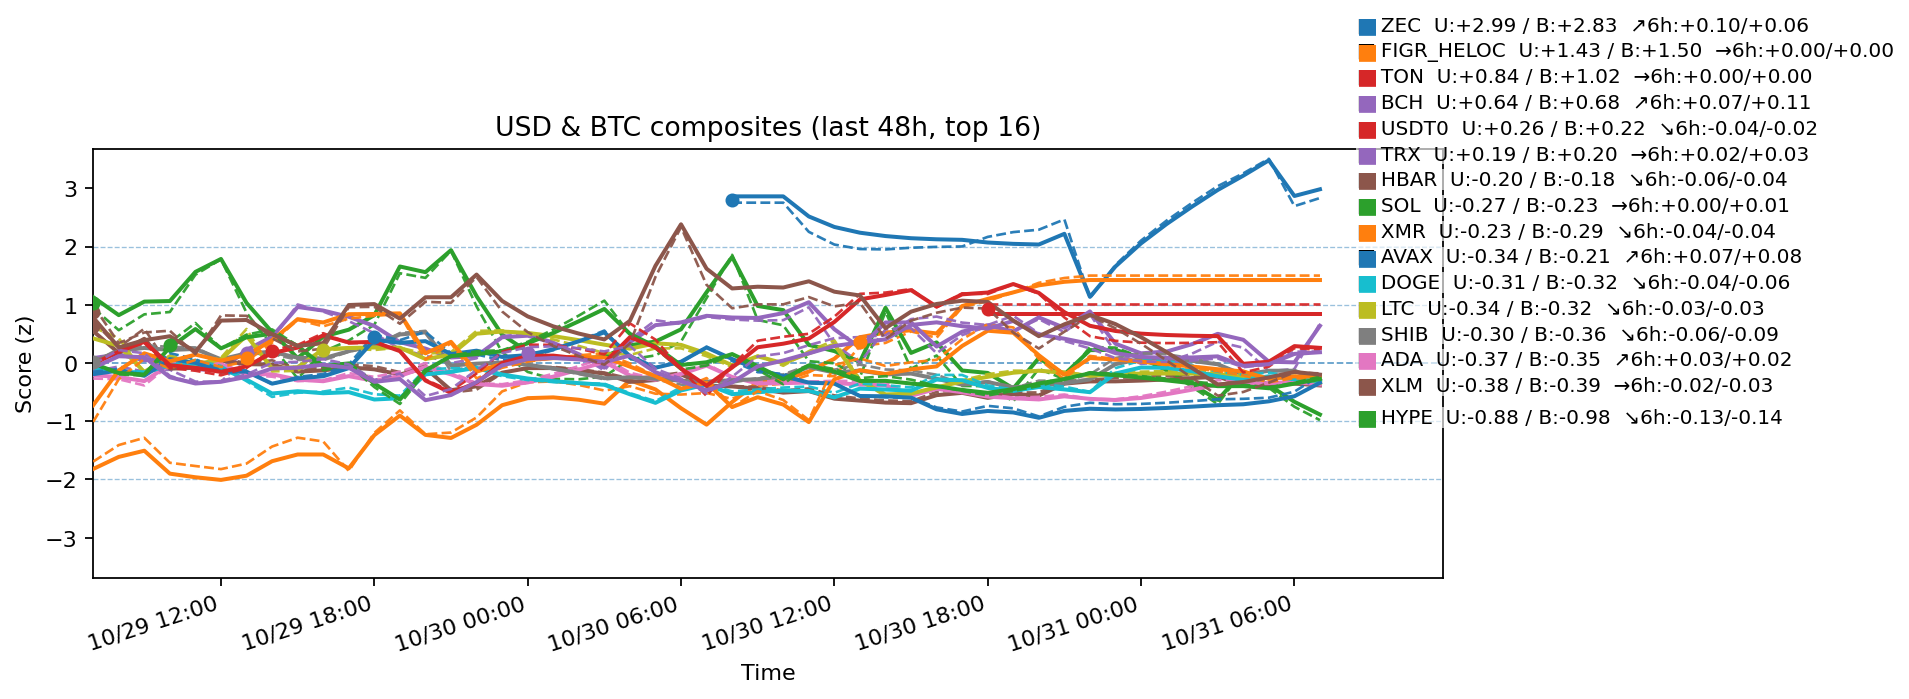 ZEC  U:+2.99 / B:+2.83  ↗6h:+0.10/+0.06
FIGR_HELOC  U:+1.43 / B:+1.50  →6h:+0.00/+0.00
TON  U:+0.84 / B:+1.02  →6h:+0.00/+0.00
BCH  U:+0.64 / B:+0.68  ↗6h:+0.07/+0.11
USDT0  U:+0.26 / B:+0.22  ↘6h:-0.04/-0.02
TRX  U:+0.19 / B:+0.20  →6h:+0.02/+0.03
HBAR  U:-0.20 / B:-0.18  ↘6h:-0.06/-0.04
SOL  U:-0.27 / B:-0.23  →6h:+0.00/+0.01
XMR  U:-0.23 / B:-0.29  ↘6h:-0.04/-0.04
AVAX  U:-0.34 / B:-0.21  ↗6h:+0.07/+0.08
DOGE  U:-0.31 / B:-0.32  ↘6h:-0.04/-0.06
LTC  U:-0.34 / B:-0.32  ↘6h:-0.03/-0.03
SHIB  U:-0.30 / B:-0.36  ↘6h:-0.06/-0.09
ADA  U:-0.37 / B:-0.35  ↗6h:+0.03/+0.02
XLM  U:-0.38 / B:-0.39  →6h:-0.02/-0.03
HYPE  U:-0.88 / B:-0.98  ↘6h:-0.13/-0.14
USD & BTC composites (last 48h, top 16)
Score (z)
3
2
1
0
−1
−2
−3
10/29 12:00
10/29 18:00
10/30 00:00
10/30 06:00
10/30 12:00
10/30 18:00
10/31 00:00
10/31 06:00
Time